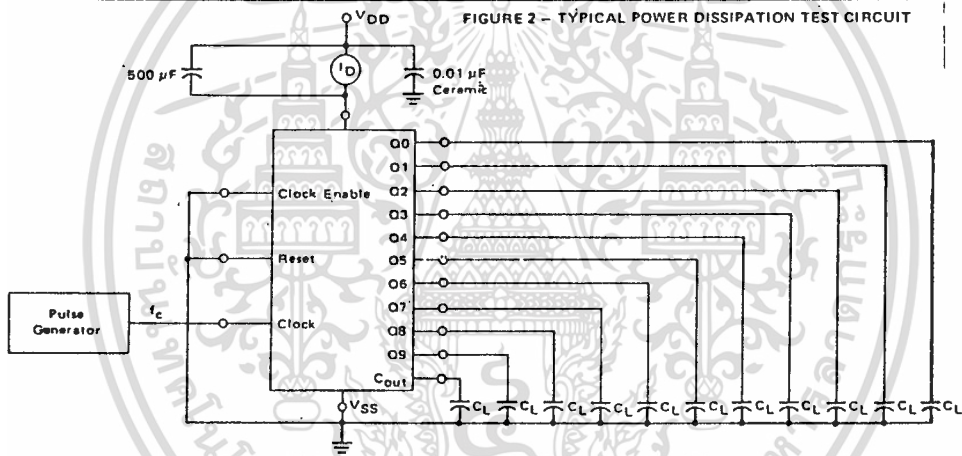 FIGURE 2 – TYPICAL POWER DISSIPATION TEST CIRCUIT
VDD
500 µF
ID
0.01 µF
Ceramic
Clock Enable
Reset
Clock
Pulse
Generator
fc
Q0
Q1
Q2
Q3
Q4
Q5
Q6
Q7
Q8
Q9
Cout
VSS
CL
CL
CL
CL
CL
CL
CL
CL
CL
CL
CL